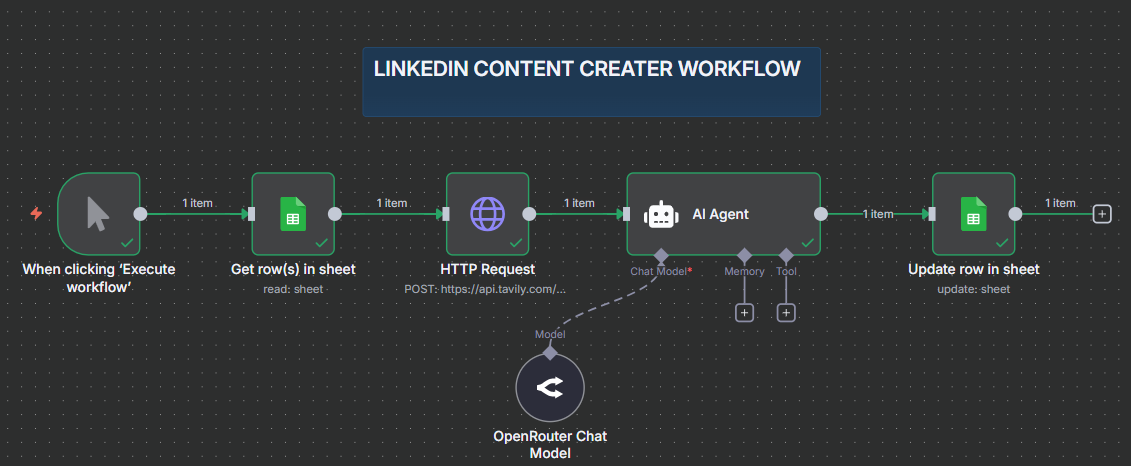 LINKEDIN CONTENT CREATER WORKFLOW
1 item
1 item
1 item
1 item
1 item
AI Agent
When clicking ‘Execute
workflow’
Get row(s) in sheet
read: sheet
HTTP Request
POST: https://api.tavily.com/...
Chat Model*
Memory
Tool
Update row in sheet
update: sheet
Model
OpenRouter Chat
Model